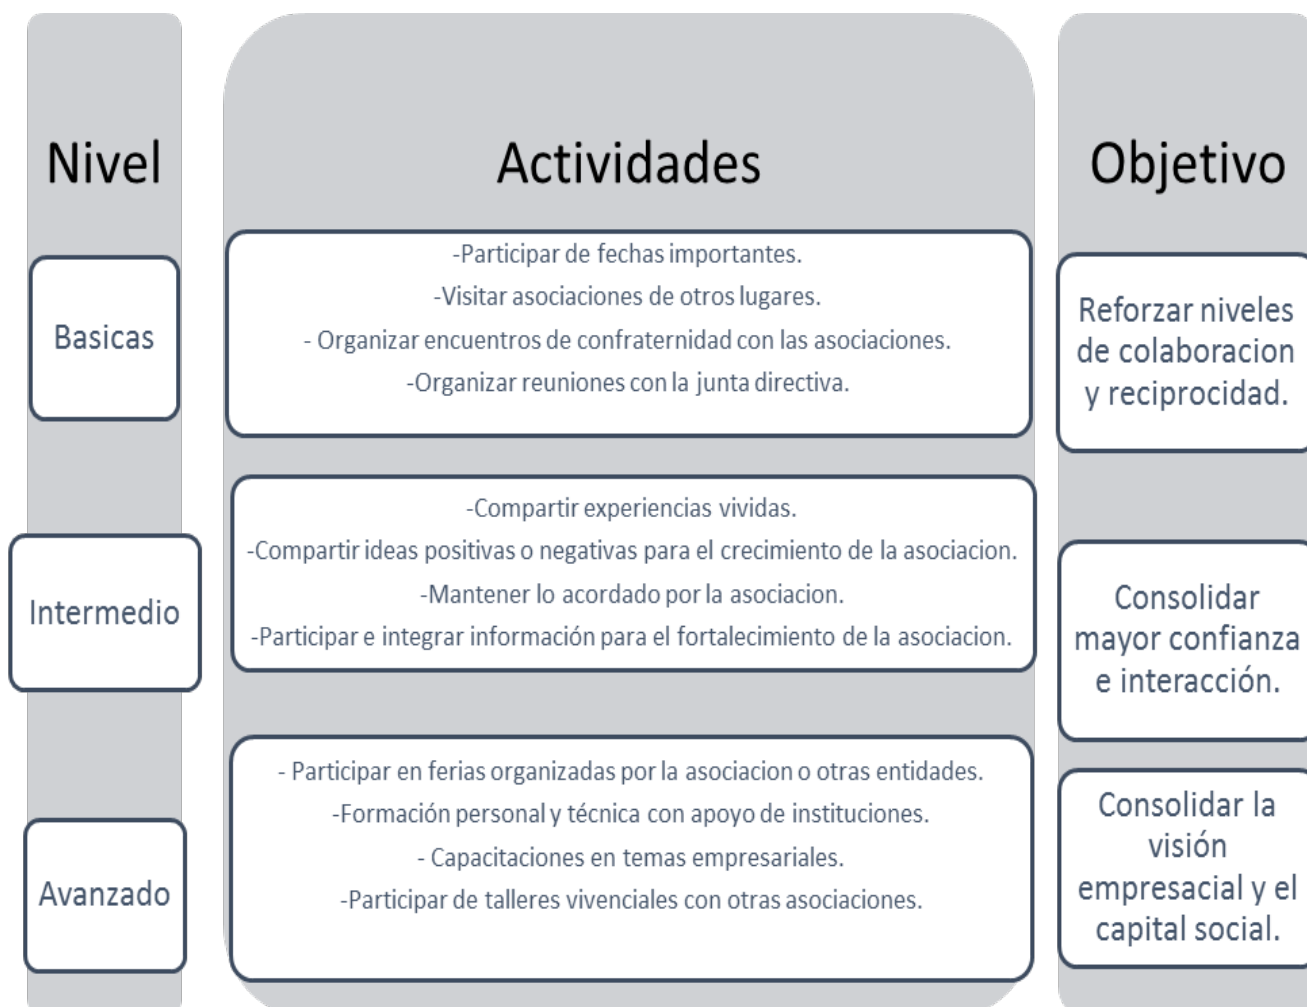 Nivel
Actividades
Objetivo
Basicas
-Participar de fechas importantes.
-Visitar asociaciones de otros lugares.
- Organizar encuentros de confraternidad con las asociaciones.
-Organizar reuniones con la junta directiva.
Reforzar niveles
de colaboracion
y reciprocidad.
Intermedio
-Compartir experiencias vividas.
-Compartir ideas positivas o negativas para el crecimiento de la asociacion.
-Mantener lo acordado por la asociacion.
-Participar e integrar información para el fortalecimiento de la asociacion.
Consolidar
mayor confianza
e interacción.
Avanzado
- Participar en ferias organizadas por la asociacion o otras entidades.
-Formación personal y técnica con apoyo de instituciones.
- Capacitaciones en temas empresariales.
-Participar de talleres vivenciales con otras asociaciones.
Consolidar la
visión
empresacial y el
capital social.